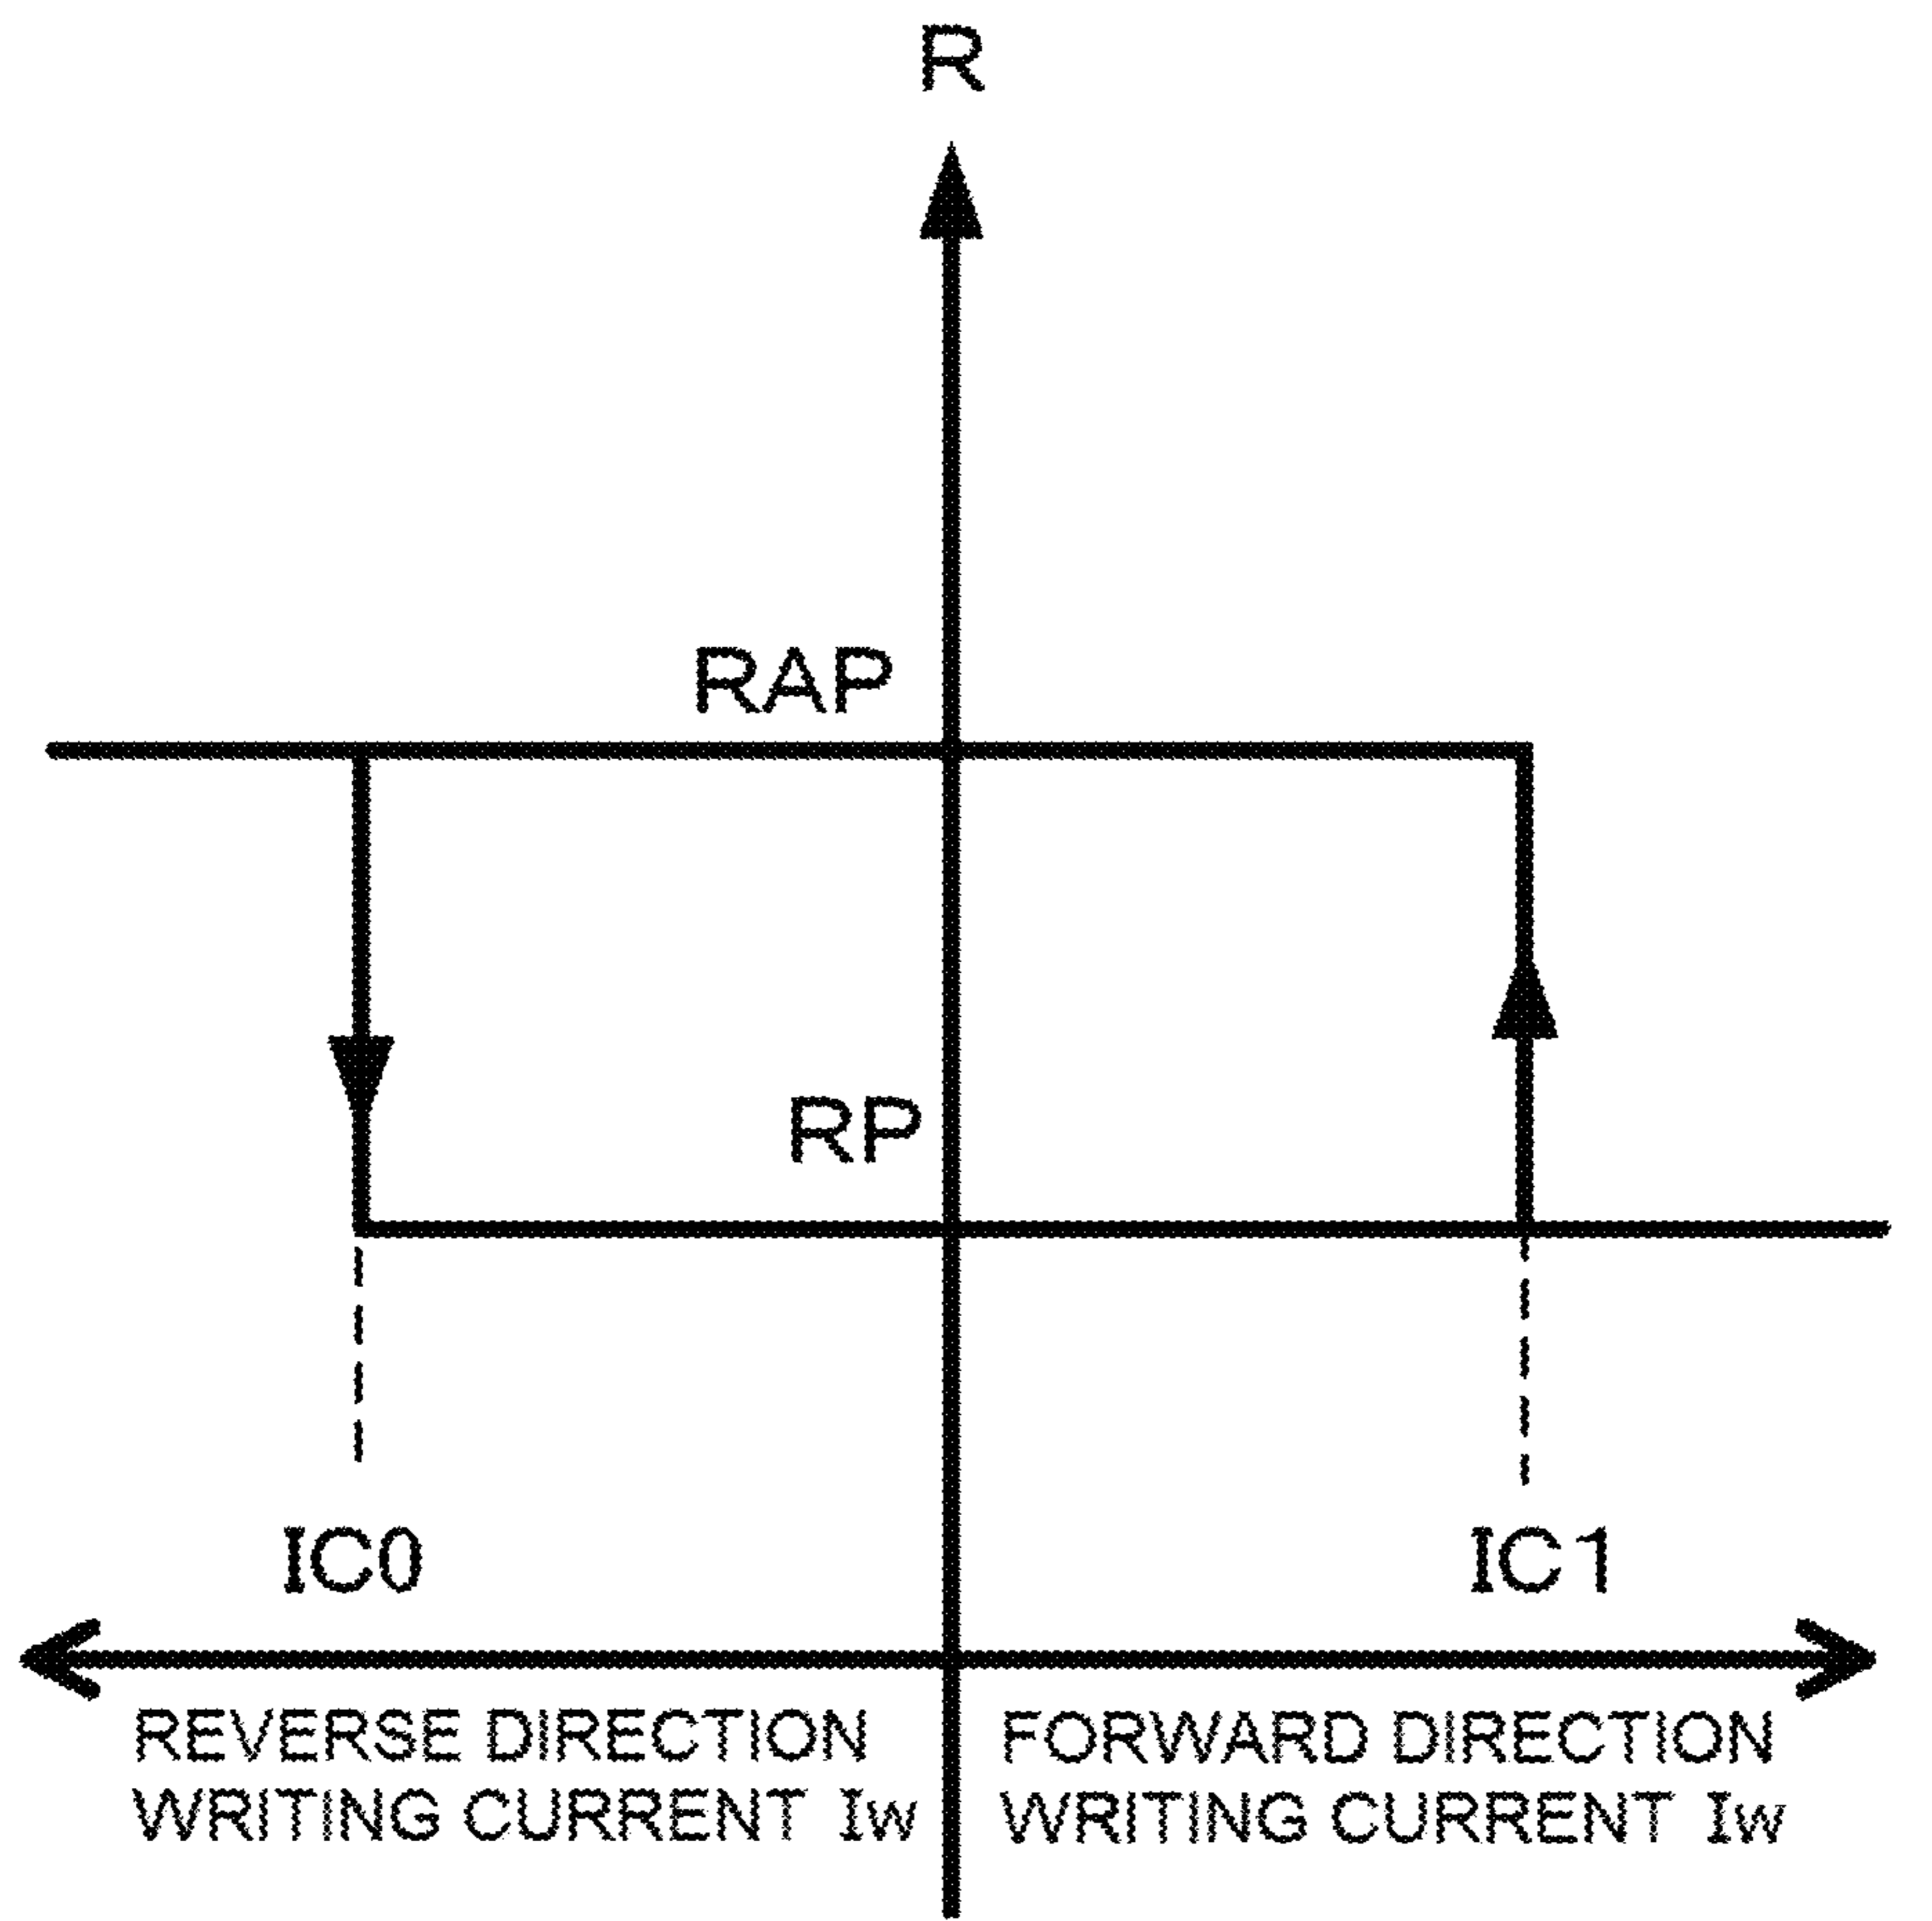 R
RAP
RP
IC0
IC1
REVERSE DIRECTION
WRITING CURRENT Iw
FORWARD DIRECTION
WRITING CURRENT Iw